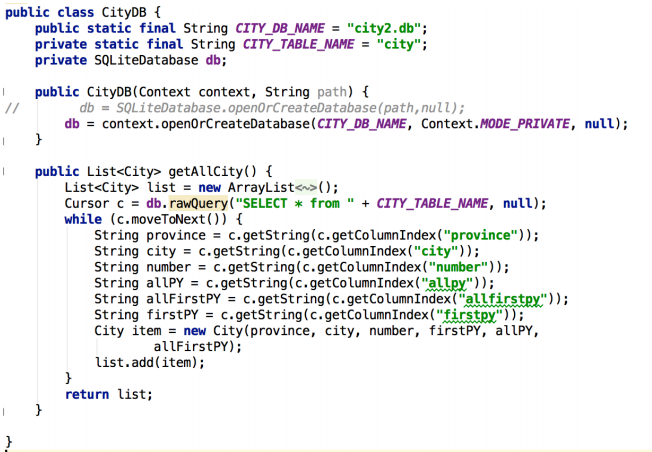 public class CityDB {
    public static final String CITY_DB_NAME = "city2.db";
    private static final String CITY_TABLE_NAME = "city";
    private SQLiteDatabase db;

    public CityDB(Context context, String path) {
//        db = SQLiteDatabase.openOrCreateDatabase(path,null);
        db = context.openOrCreateDatabase(CITY_DB_NAME, Context.MODE_PRIVATE, null);
    }

    public List<City> getAllCity() {
        List<City> list = new ArrayList<~>();
        Cursor c = db.rawQuery("SELECT * from " + CITY_TABLE_NAME, null);
        while (c.moveToNext()) {
            String province = c.getString(c.getColumnIndex("province"));
            String city = c.getString(c.getColumnIndex("city"));
            String number = c.getString(c.getColumnIndex("number"));
            String allPY = c.getString(c.getColumnIndex("allpy"));
            String allFirstPY = c.getString(c.getColumnIndex("allfirstpy"));
            String firstPY = c.getString(c.getColumnIndex("firstpy"));
            City item = new City(province, city, number, firstPY, allPY,
                    allFirstPY);
            list.add(item);
        }
        return list;
    }

}